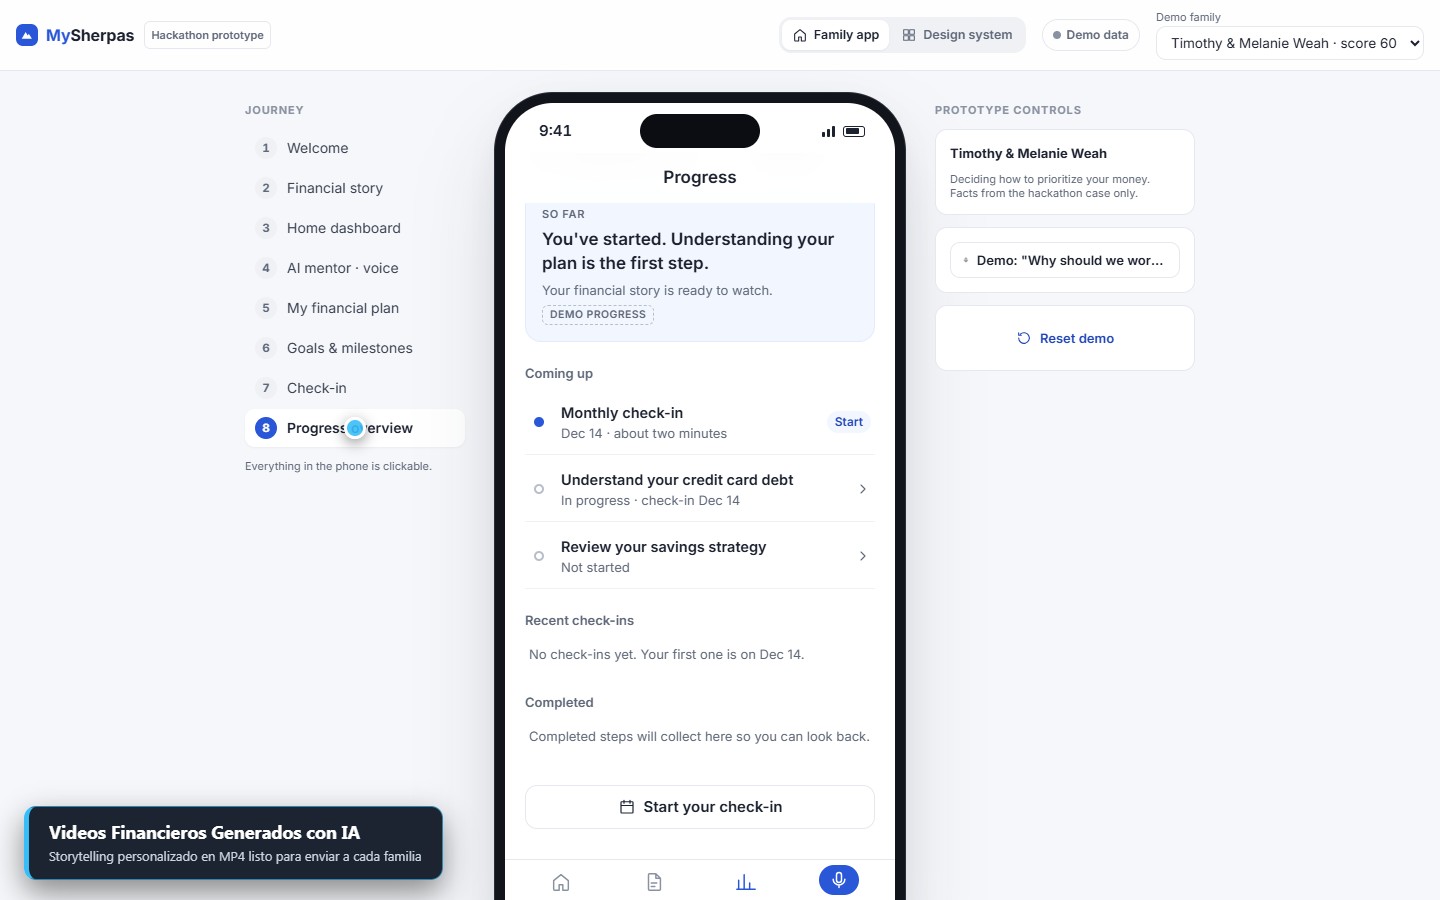 MySherpas
Hackathon prototype
Family app
Design system
Demo data
Demo family
Timothy & Melanie Weah · score 60
JOURNEY
1 Welcome
2 Financial story
3 Home dashboard
4 AI mentor · voice
5 My financial plan
6 Goals & milestones
7 Check-in
8 Progress verview
Everything in the phone is clickable.
9:41
Progress
SO FAR
You've started. Understanding your
plan is the first step.
Your financial story is ready to watch.
DEMO PROGRESS
Coming up
Monthly check-in
Dec 14 · about two minutes
Start
Understand your credit card debt
In progress · check-in Dec 14
Review your savings strategy
Not started
Recent check-ins
No check-ins yet. Your first one is on Dec 14.
Completed
Completed steps will collect here so you can look back.
Start your check-in
PROTOTYPE CONTROLS
Timothy & Melanie Weah
Deciding how to prioritize your money.
Facts from the hackathon case only.
Demo: "Why should we wor...
Reset demo
Videos Financieros Generados con IA
Storytelling personalizado en MP4 listo para enviar a cada familia